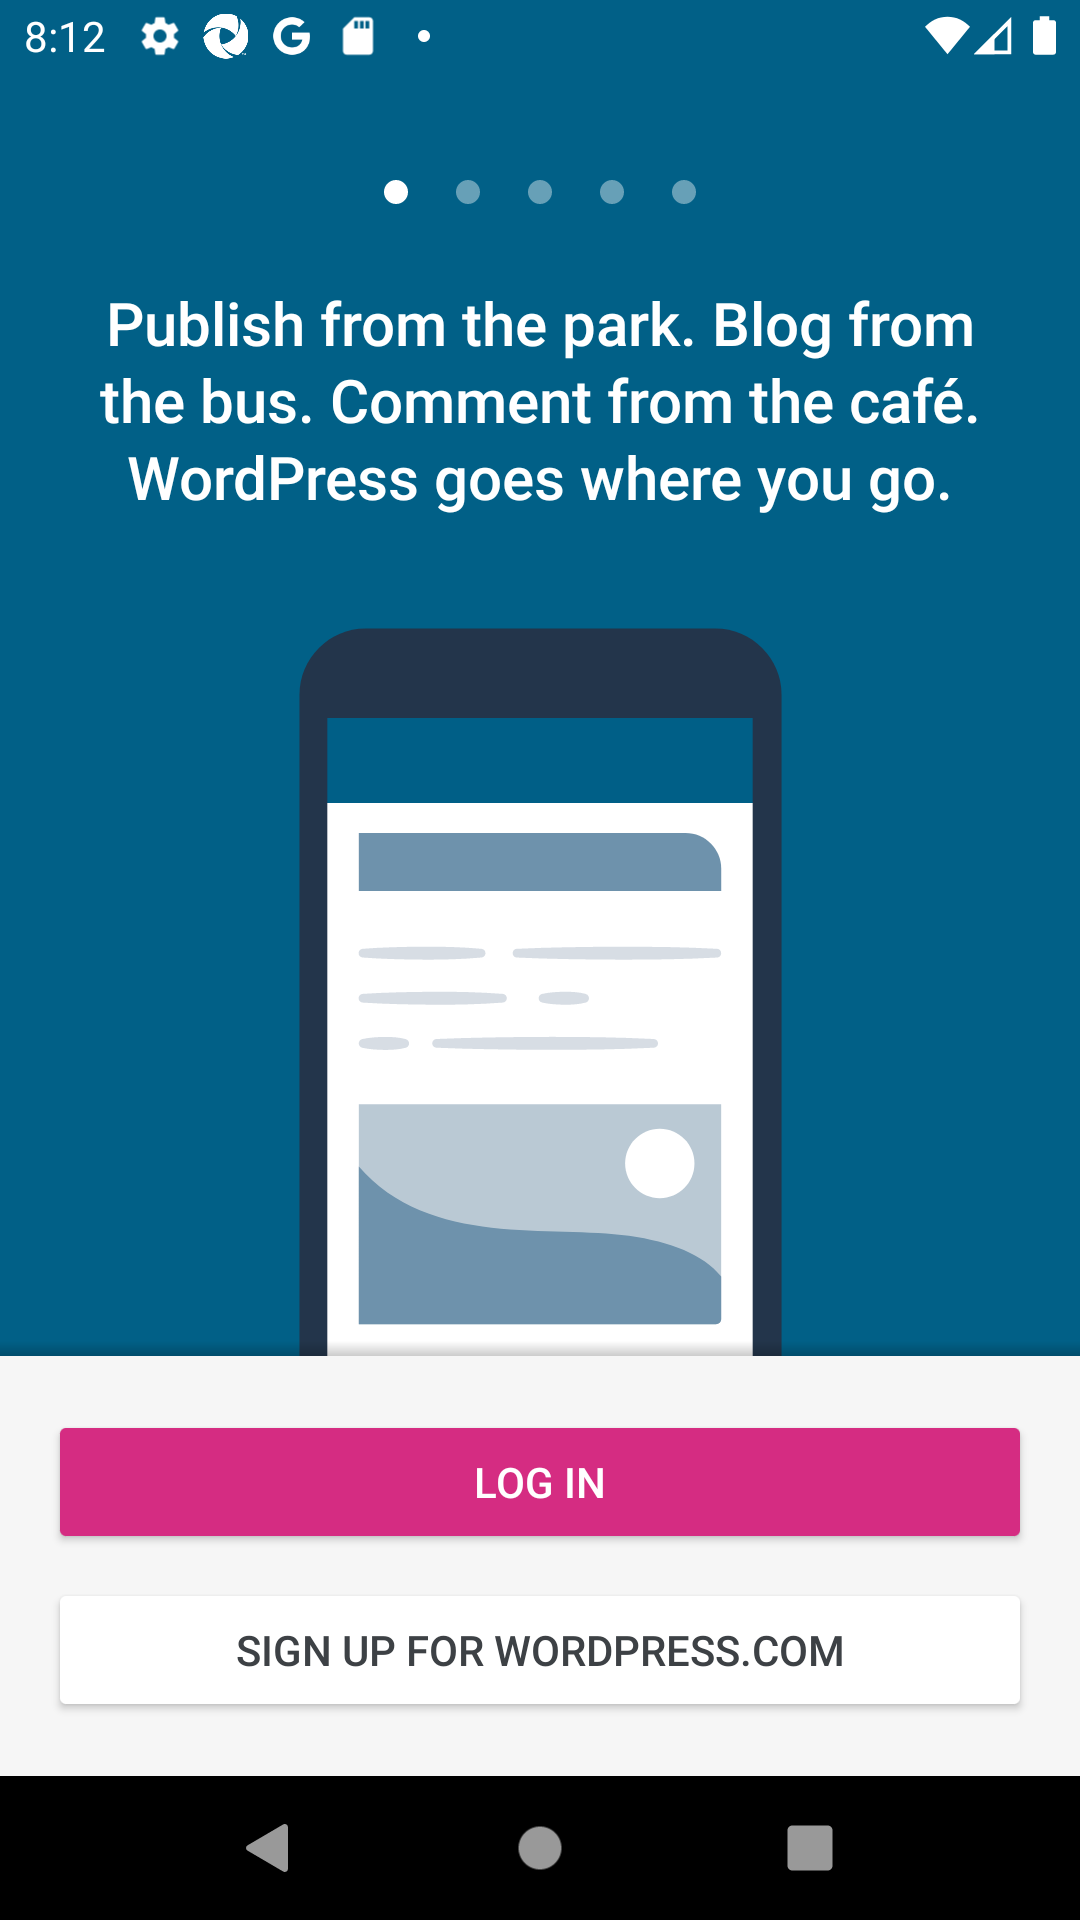 8:12
Publish from the park. Blog from
the bus. Comment from the café.
WordPress goes where you go.
LOG IN
SIGN UP FOR WORDPRESS.COM